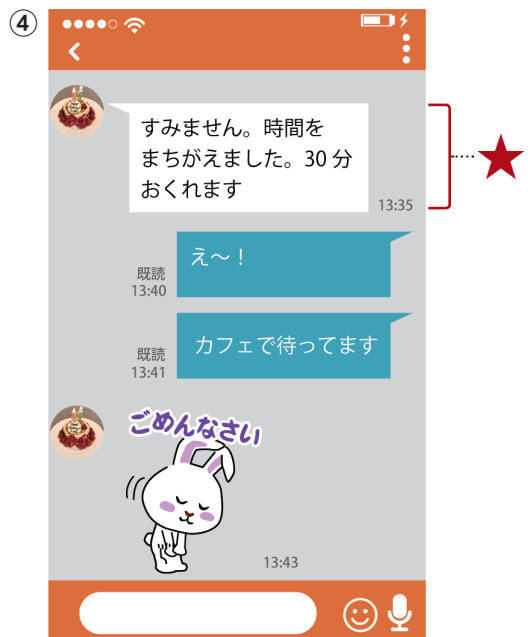 ④
すみません。時間を
まちがえました。30分
おくれます
13:35
え～！
既読
13:40
カフェで待ってます
既読
13:41
ごめんなさい
13:43